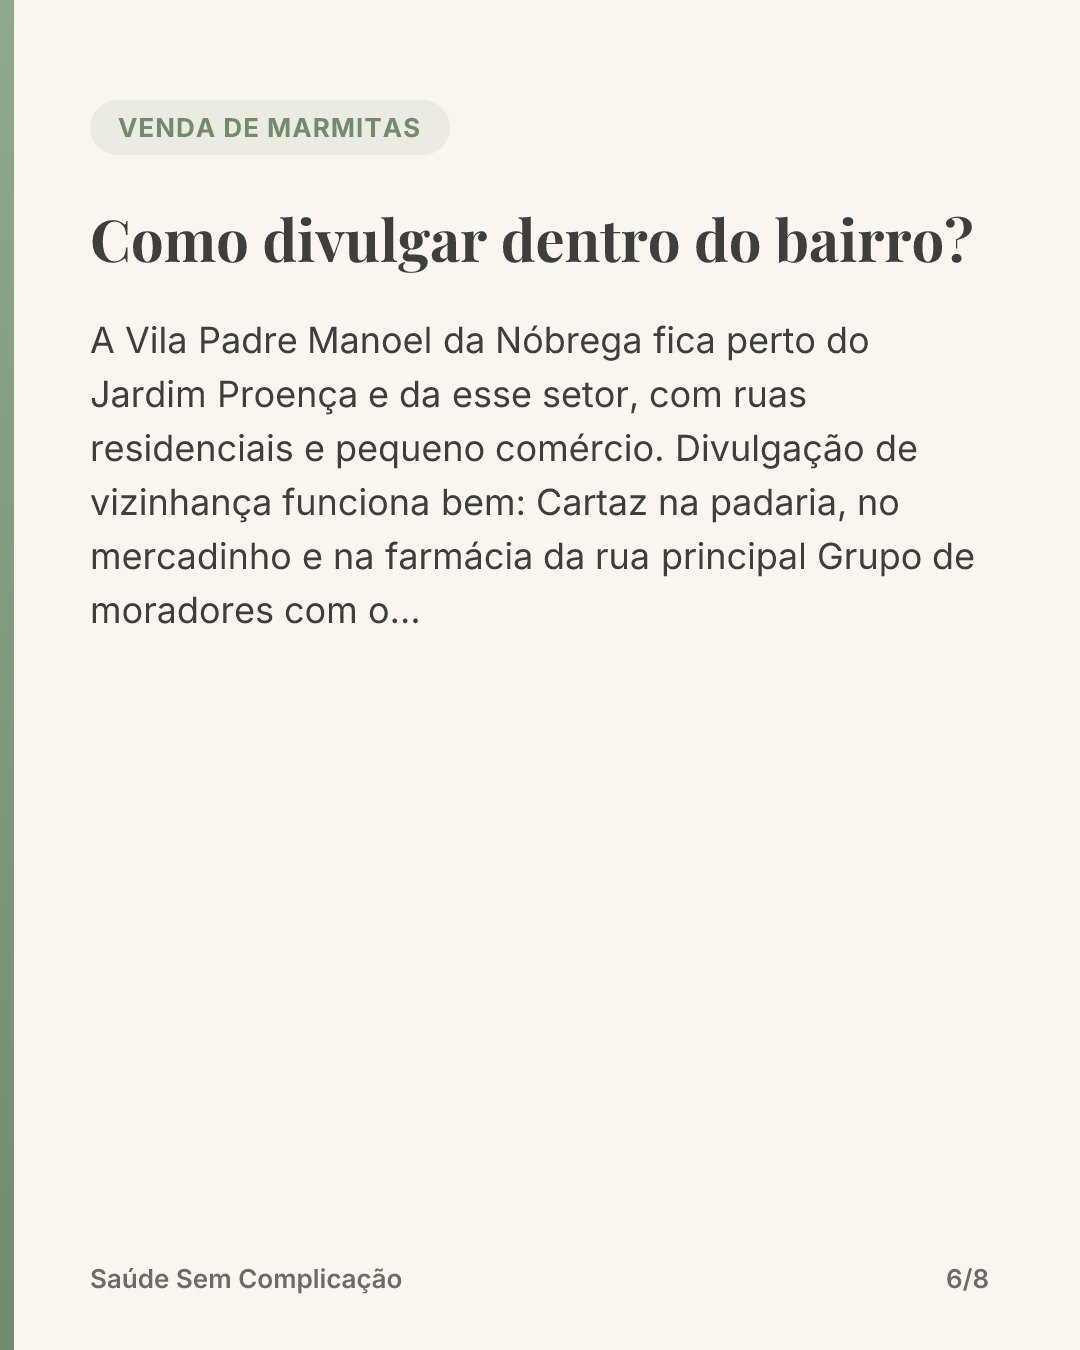 VENDA DE MARMITAS
Como divulgar dentro do bairro?
A Vila Padre Manoel da Nóbrega fica perto do
Jardim Proença e da esse setor, com ruas
residenciais e pequeno comércio. Divulgação de
vizinhança funciona bem: Cartaz na padaria, no
mercadinho e na farmácia da rua principal Grupo de
moradores com o...
Saúde Sem Complicação
6/8